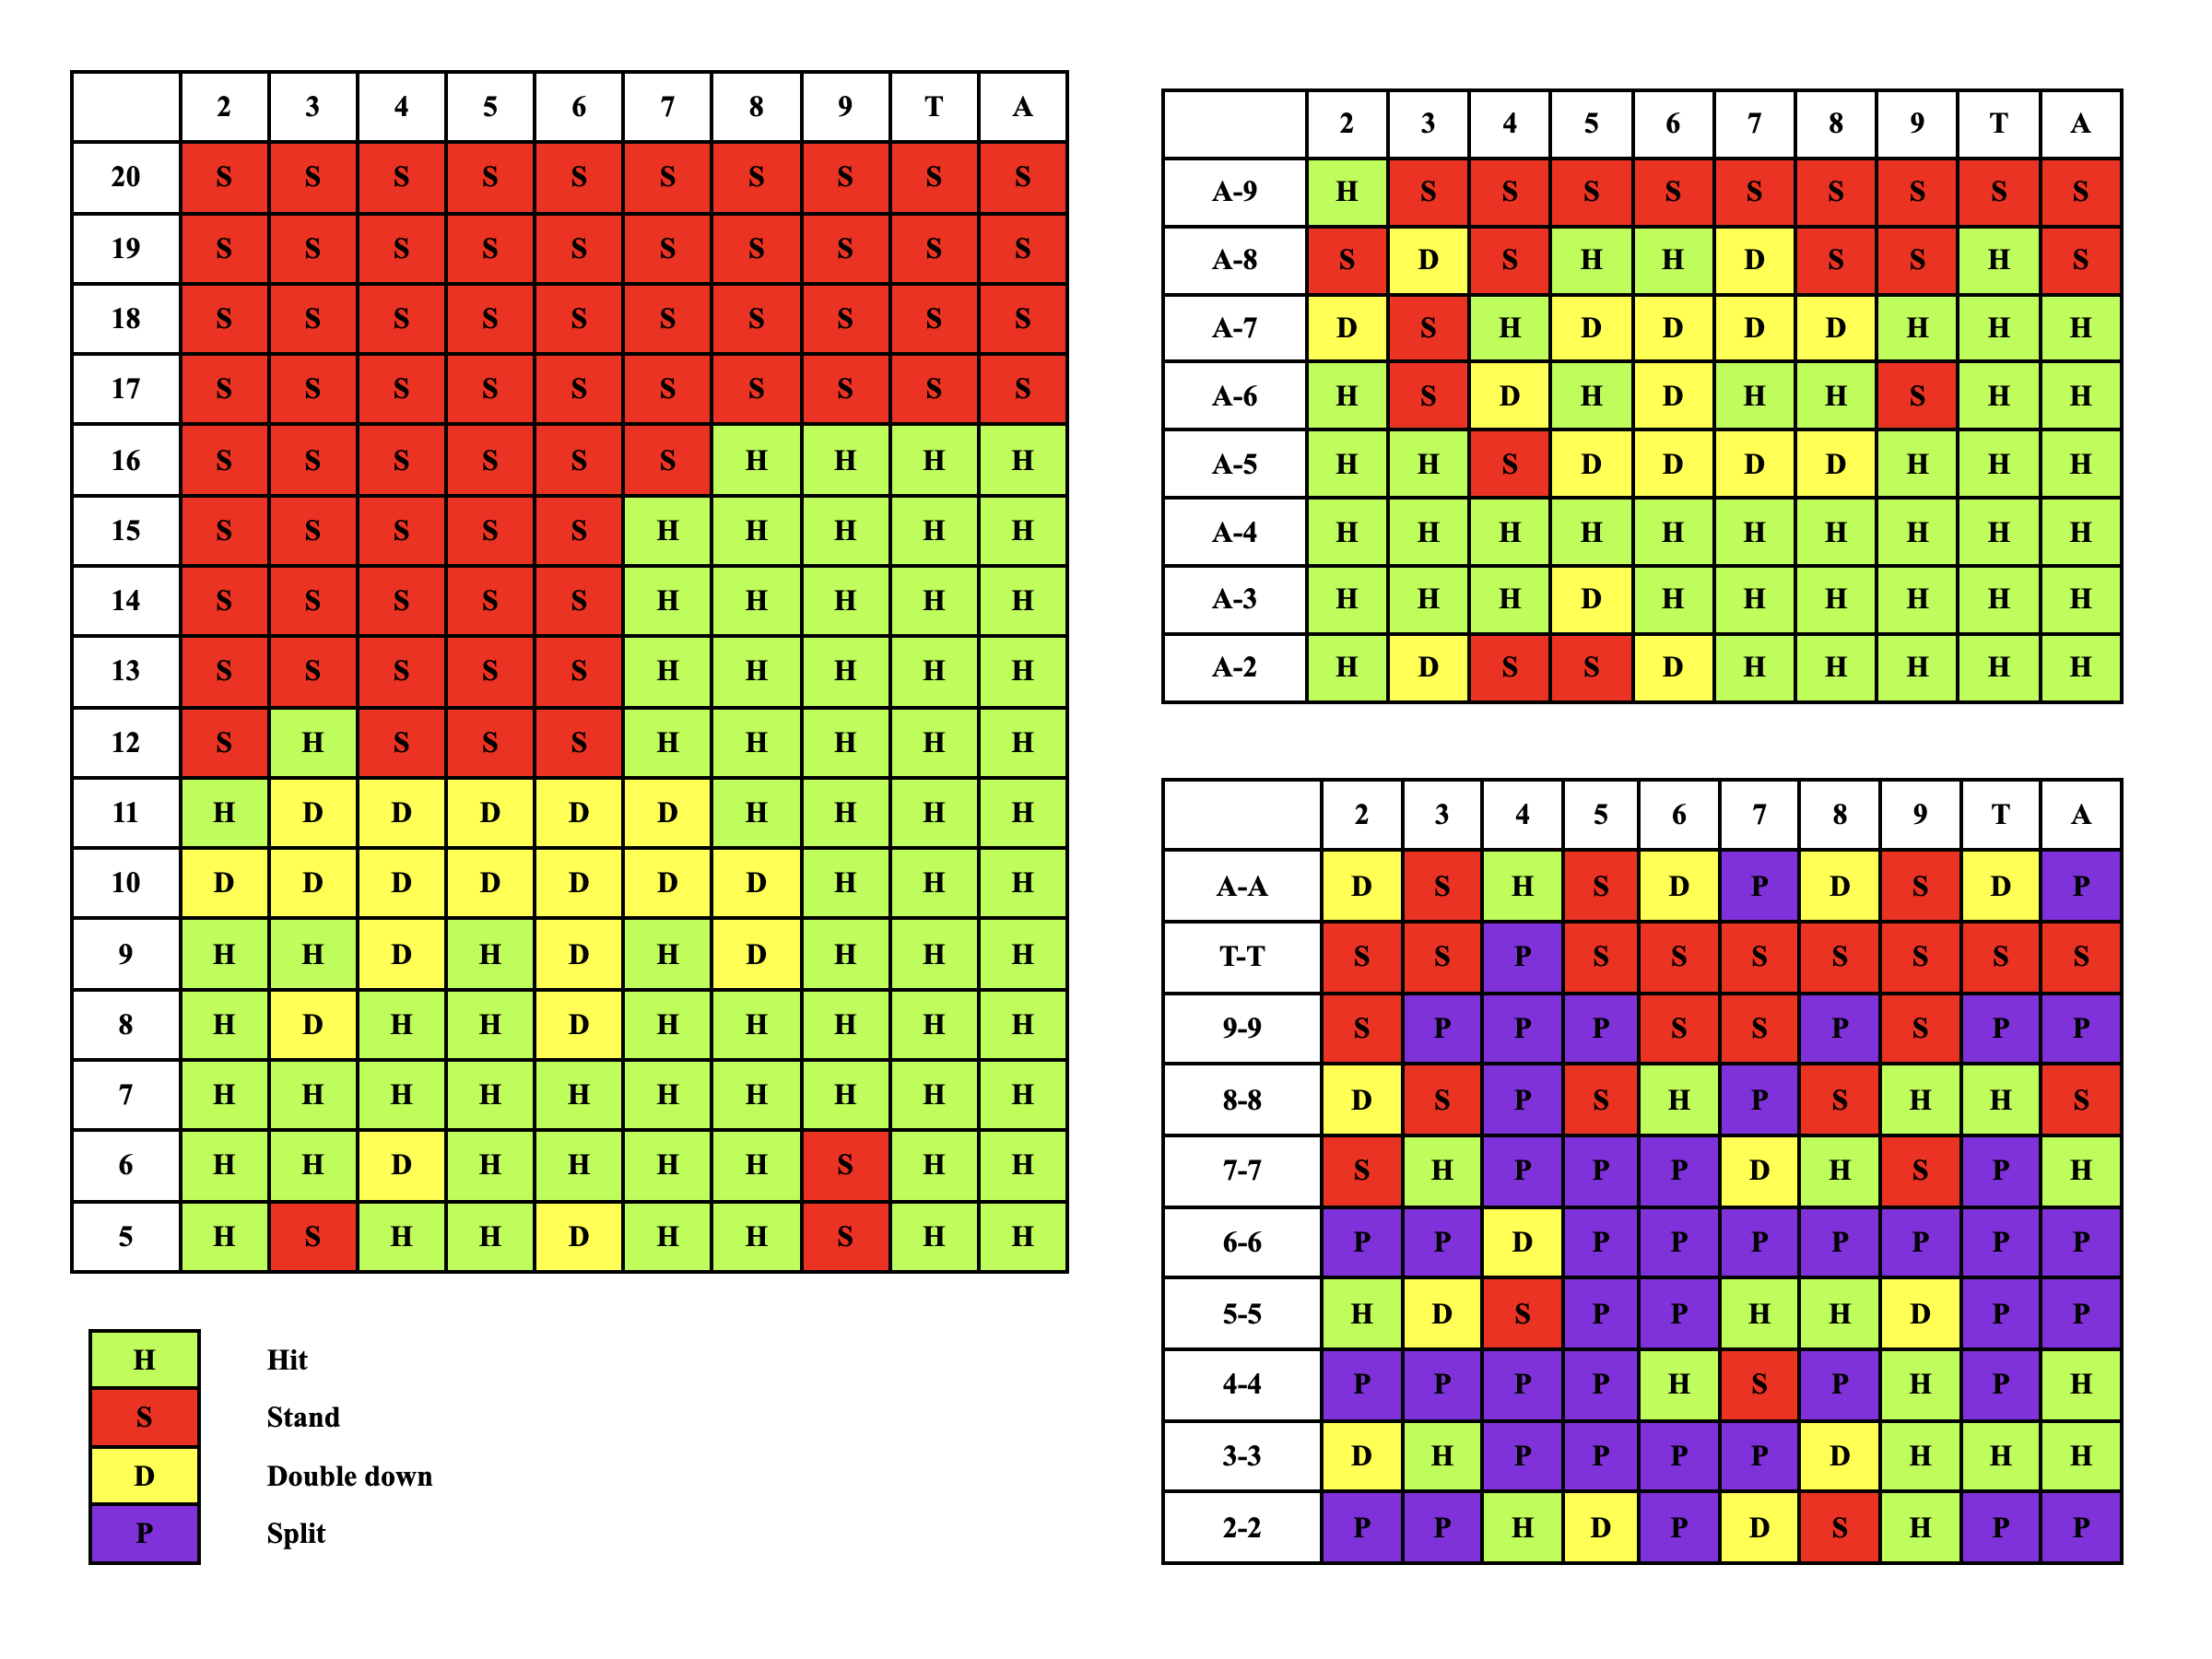 2 3 4 5 6 7 8 9 T A
20 S S S S S S S S S S
19 S S S S S S S S S S
18 S S S S S S S S S S
17 S S S S S S S S S S
16 S S S S S S H H H H
15 S S S S S H H H H H
14 S S S S S H H H H H
13 S S S S S H H H H H
12 S H S S S H H H H H
11 H D D D D D H H H H
10 D D D D D D D H H H
9 H H D H D H D H H H
8 H D H H D H H H H H
7 H H H H H H H H H H
6 H H D H H H H S H H
5 H S H H D H H S H H
H Hit
S Stand
D Double down
P Split
2 3 4 5 6 7 8 9 T A
A-9 H S S S S S S S S S
A-8 S D S H H D S S H S
A-7 D S H D D D D H H H
A-6 H S D H D H H S H H
A-5 H H S D D D D H H H
A-4 H H H H H H H H H H
A-3 H H H D H H H H H H
A-2 H D S S D H H H H H
2 3 4 5 6 7 8 9 T A
A-A D S H S D P D S D P
T-T S S P S S S S S S S
9-9 S P P P S S P S P P
8-8 D S P S H P S H H S
7-7 S H P P P D H S P H
6-6 P P D P P P P P P P
5-5 H D S P P H H D P P
4-4 P P P P H S P H P H
3-3 D H P P P P D H H H
2-2 P P H D P D S H P P